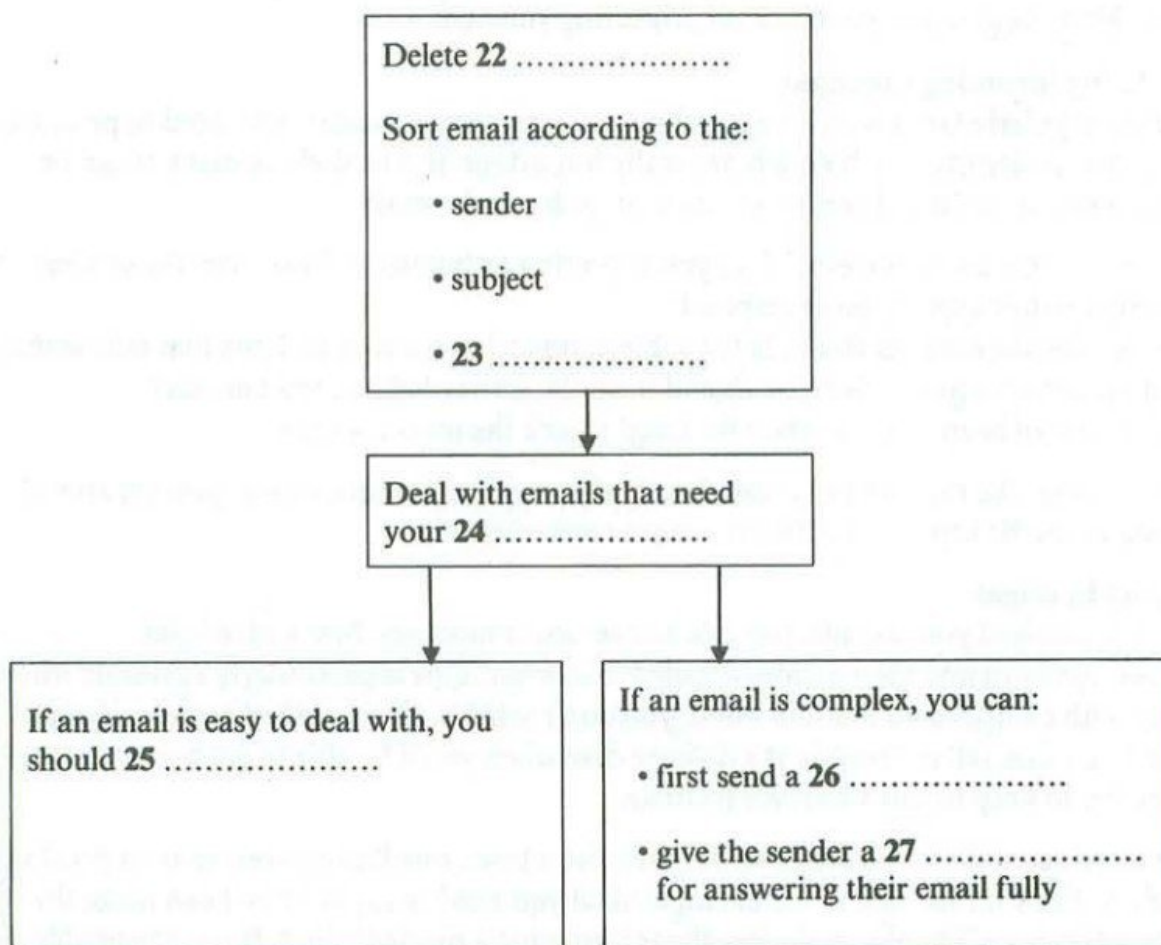 Delete 22 .....................
Sort email according to the:
• sender
• subject
• 23 .....................
Deal with emails that need
your 24 .....................
If an email is easy to deal with, you
should 25 .....................
If an email is complex, you can:
• first send a 26 .....................
• give the sender a 27 .....................
for answering their email fully